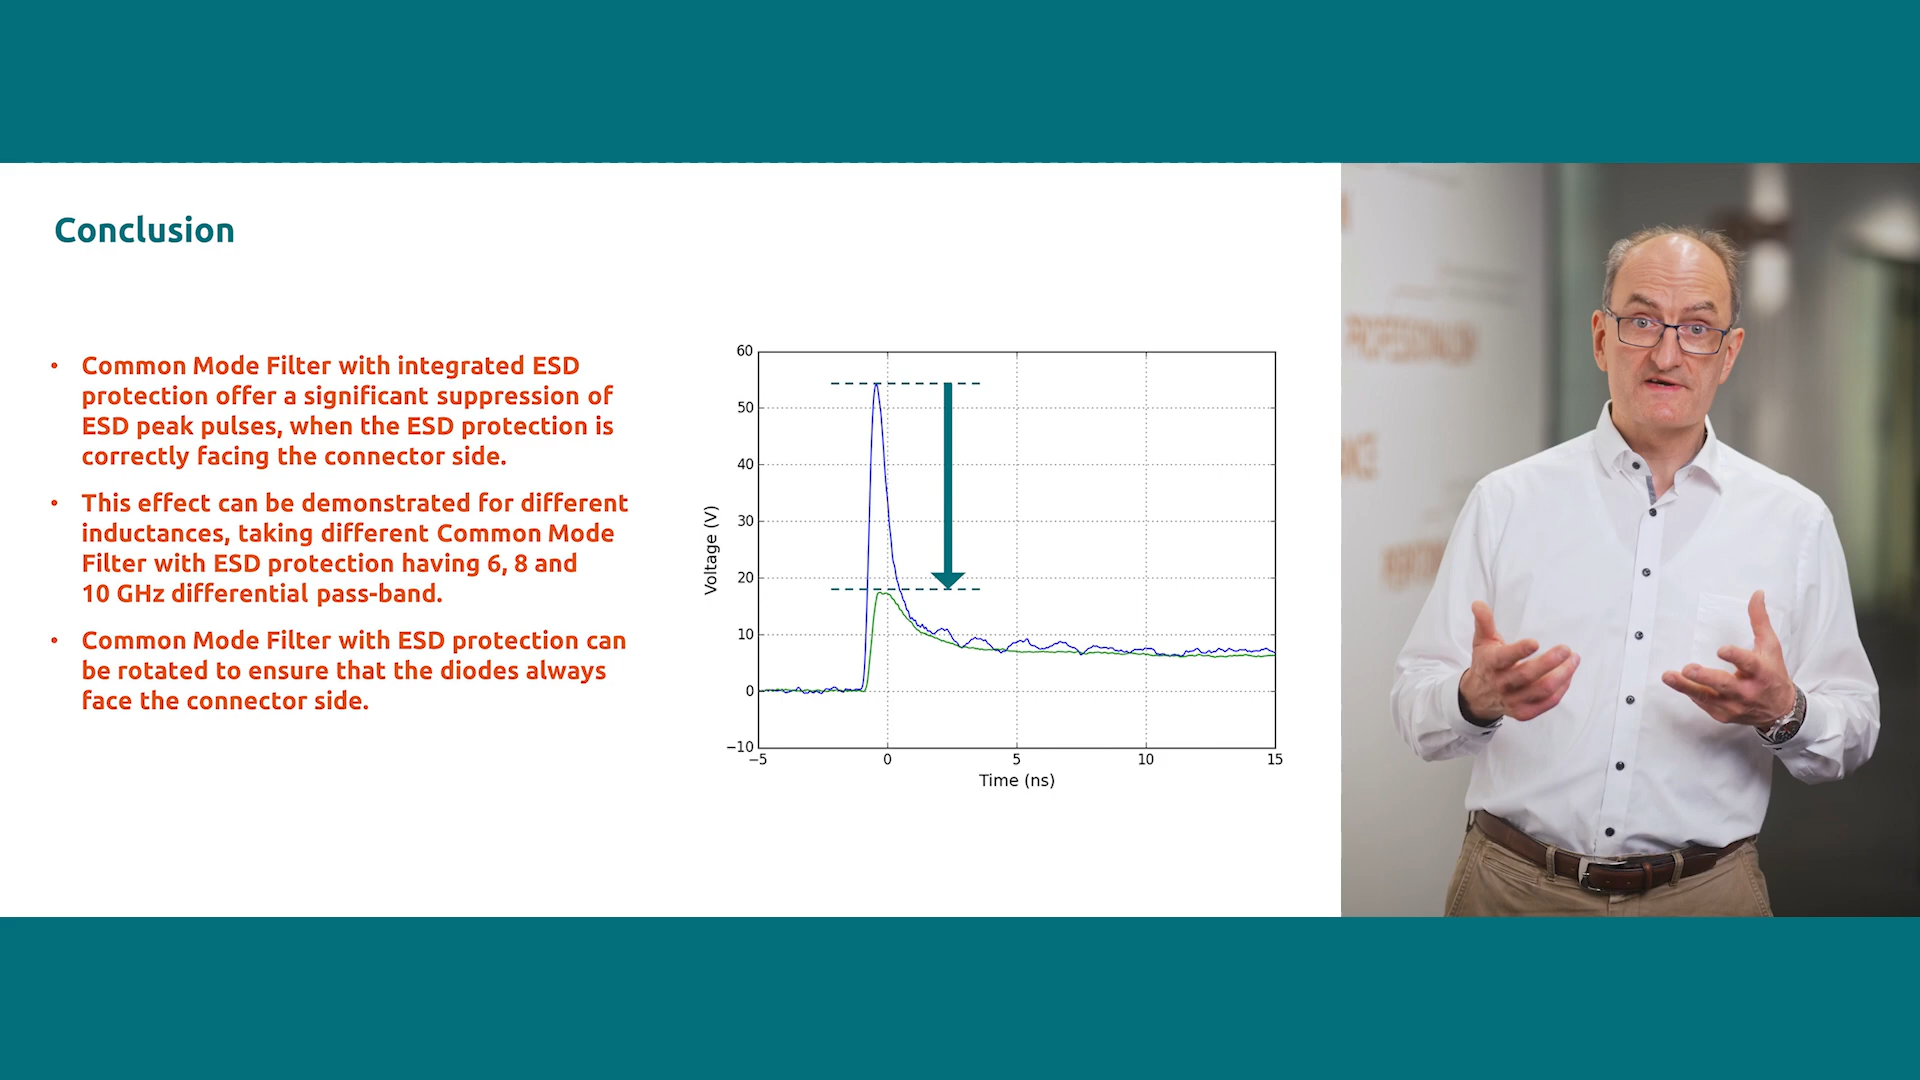 Conclusion
• Common Mode Filter with integrated ESD
protection offer a significant suppression of
ESD peak pulses, when the ESD protection is
correctly facing the connector side.
• This effect can be demonstrated for different
inductances, taking different Common Mode
Filter with ESD protection having 6, 8 and
10 GHz differential pass-band.
• Common Mode Filter with ESD protection can
be rotated to ensure that the diodes always
face the connector side.
Voltage (V)
60
50
40
30
20
10
0
−10
−5 0 5 10 15
Time (ns)